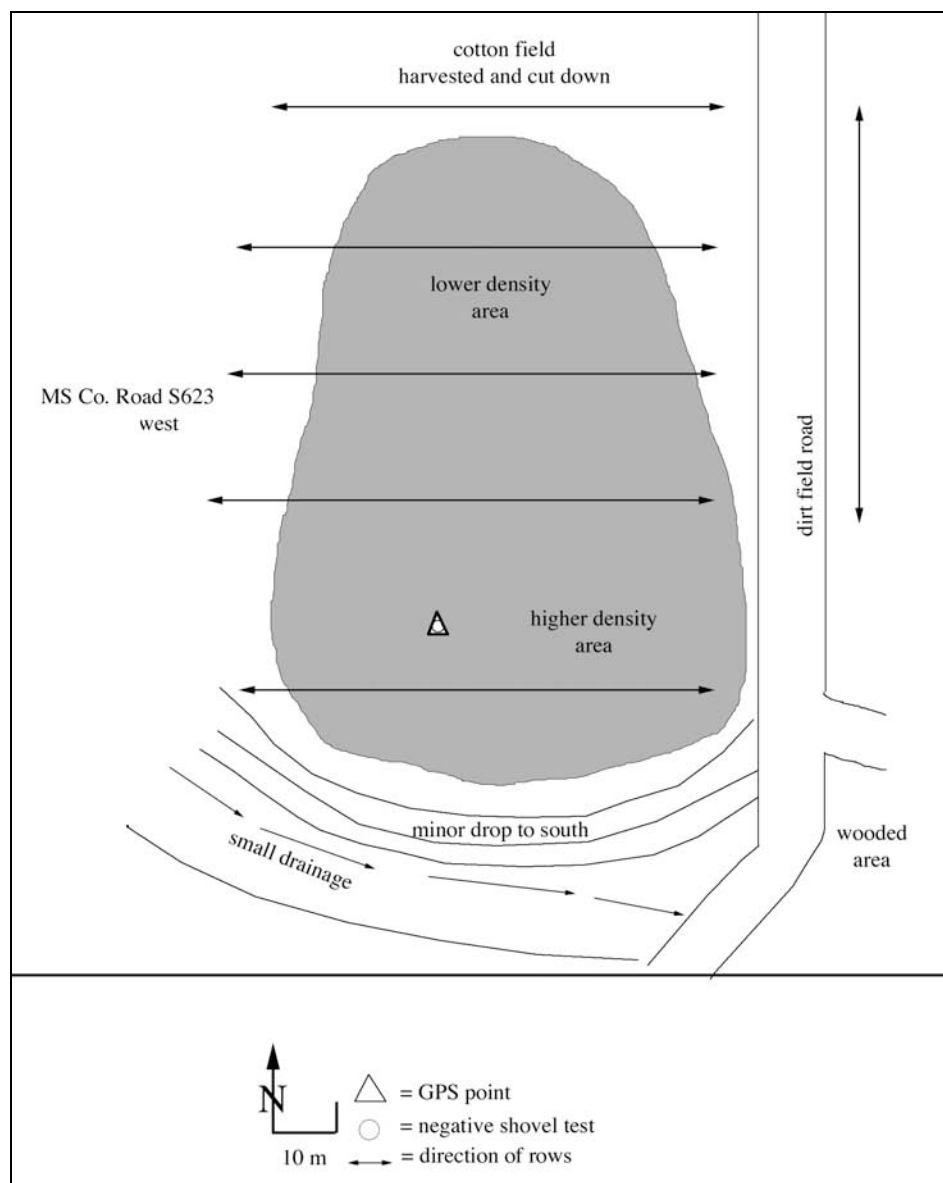 cotton field
harvested and cut down
lower density
area
MS Co. Road S623
west
dirt field road
higher density
area
minor drop to south
small drainage
wooded
area
N
10 m
= GPS point
= negative shovel test
= direction of rows